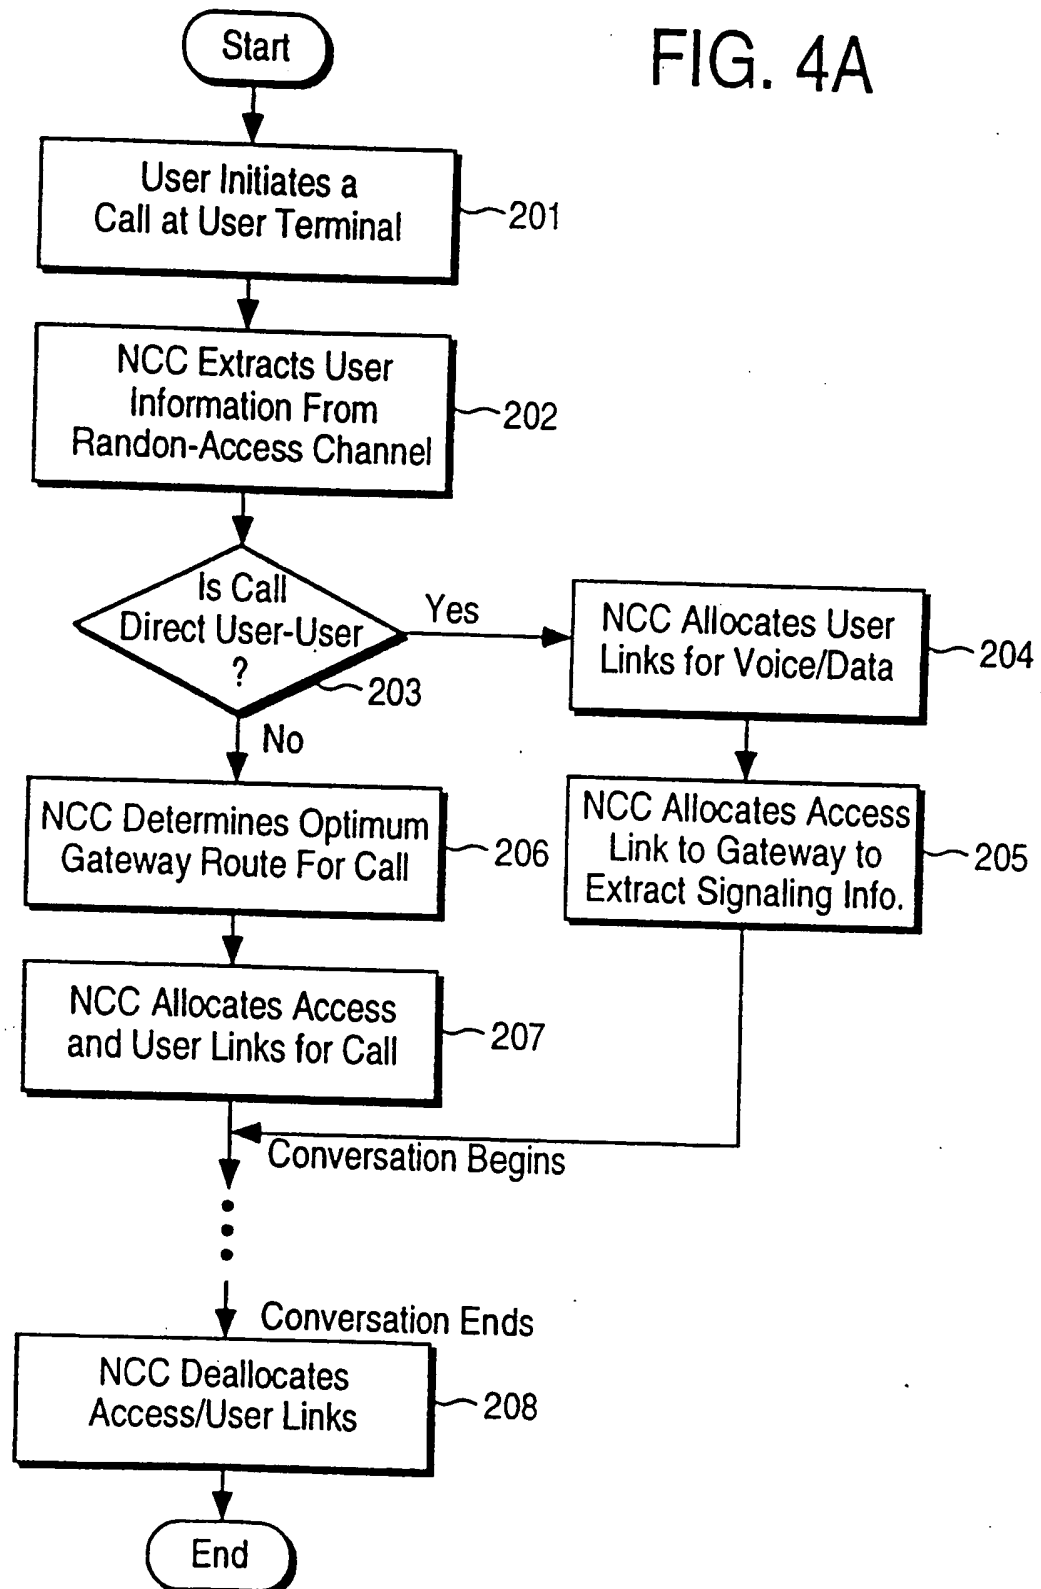 FIG. 4A
Start
User Initiates a
Call at User Terminal
201
NCC Extracts User
Information From
Randon-Access Channel
202
Is Call
Direct User-User
?
203
Yes
No
NCC Allocates User
Links for Voice/Data
204
NCC Allocates Access
Link to Gateway to
Extract Signaling Info.
205
NCC Determines Optimum
Gateway Route For Call
206
NCC Allocates Access
and User Links for Call
207
Conversation Begins
Conversation Ends
NCC Deallocates
Access/User Links
208
End